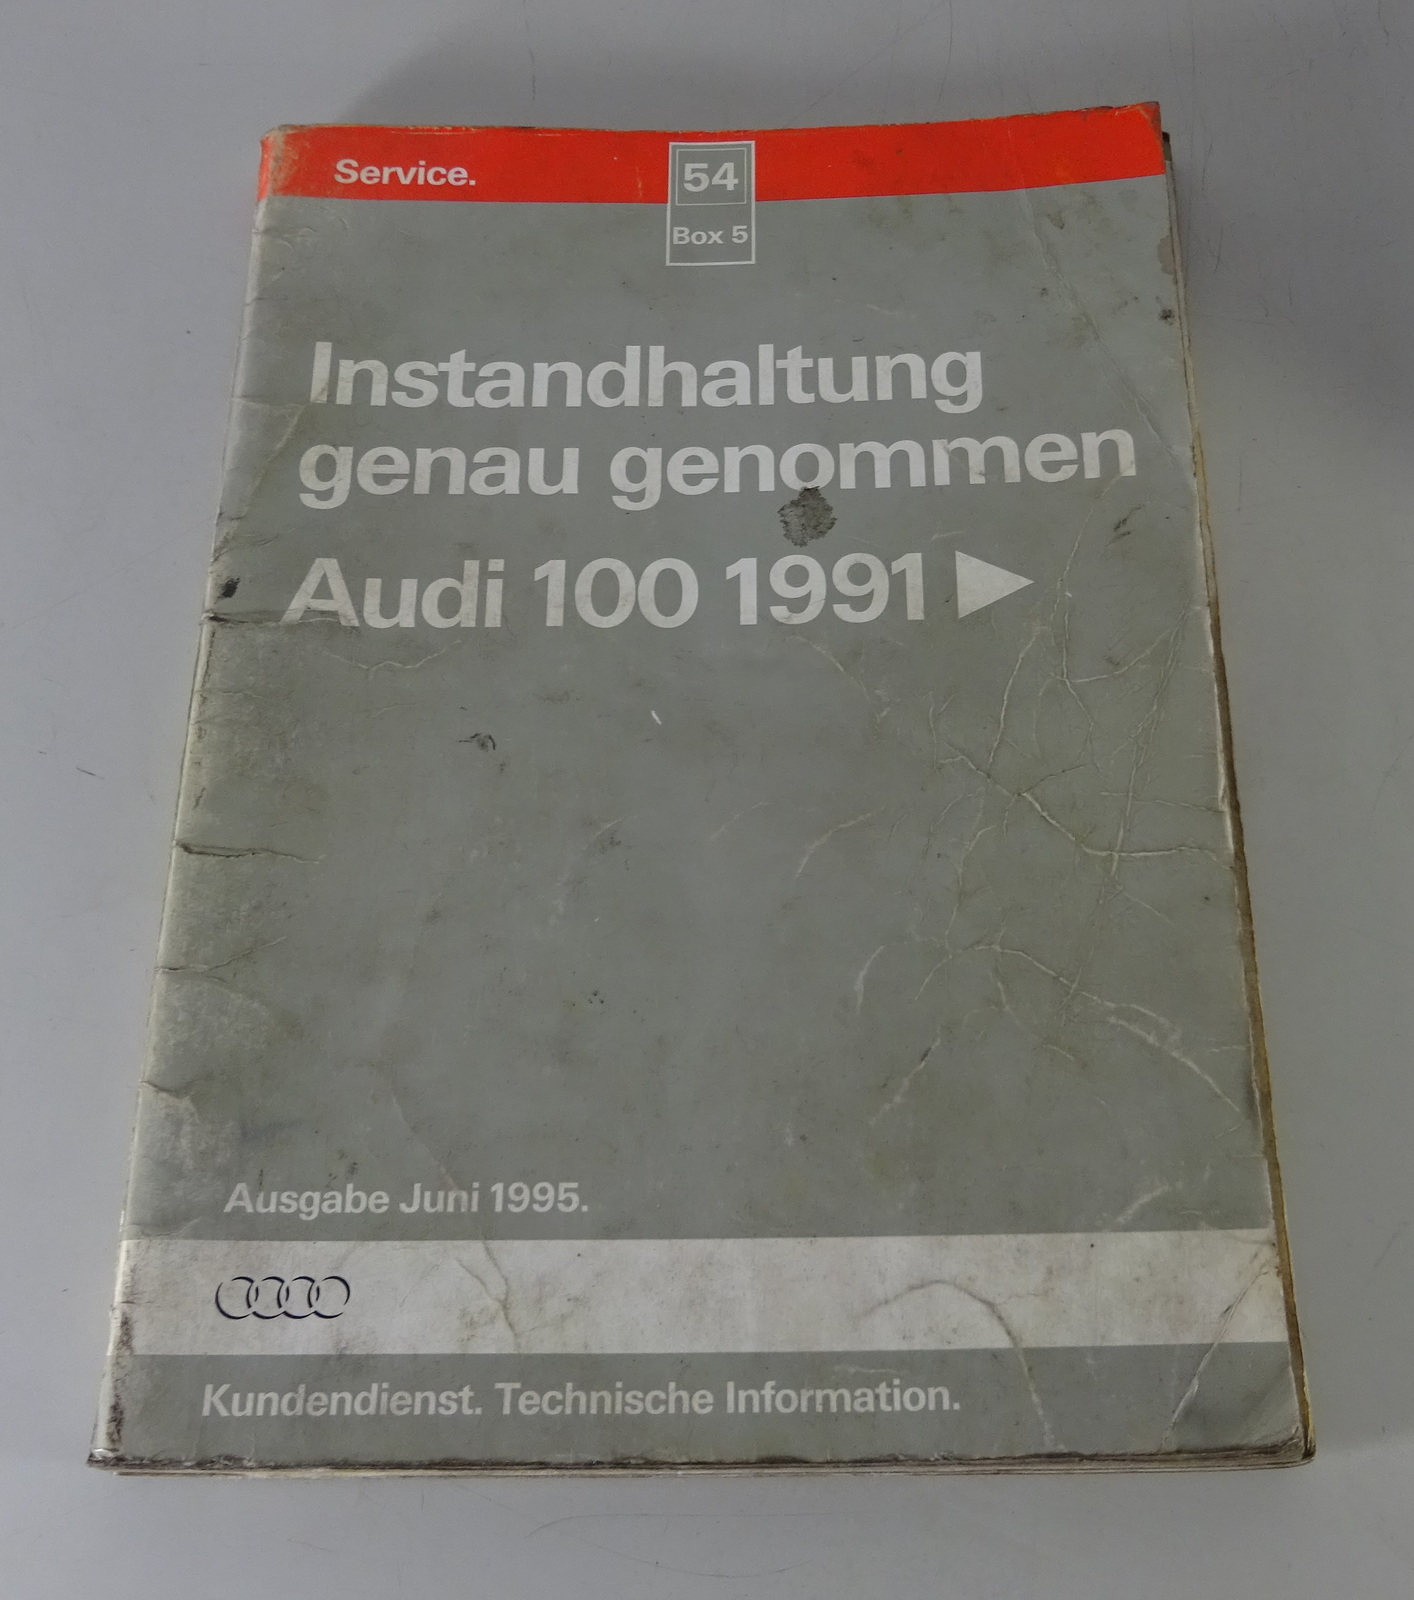 Service.
54
Box 5
Instandhaltung
genau genommen
Audi 100 1991 ▶
Ausgabe Juni 1995.
Kundendienst. Technische Information.